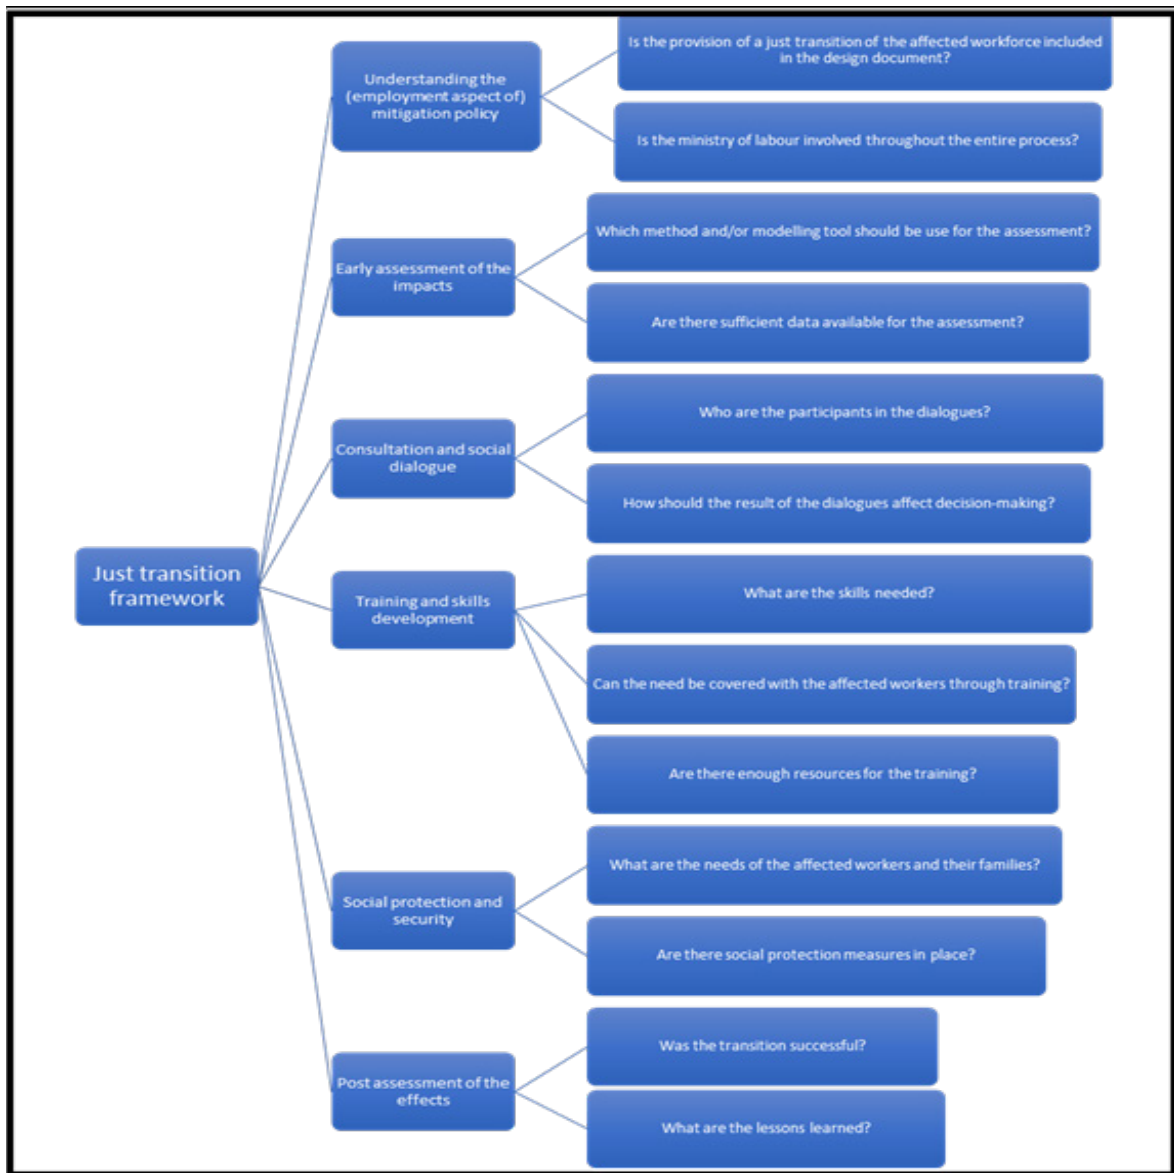 Just transition
framework
Understanding the
(employment aspect of)
mitigation policy
Is the provision of a just transition of the affected workforce included
in the design document?
Is the ministry of labour involved throughout the entire process?
Early assessment of the
impacts
Which method and/or modelling tool should be use for the assessment?
Are there sufficient data available for the assessment?
Consultation and social
dialogue
Who are the participants in the dialogues?
How should the result of the dialogues affect decision-making?
Training and skills
development
What are the skills needed?
Can the need be covered with the affected workers through training?
Are there enough resources for the training?
Social protection and
security
What are the needs of the affected workers and their families?
Are there social protection measures in place?
Post assessment of the
effects
Was the transition successful?
What are the lessons learned?